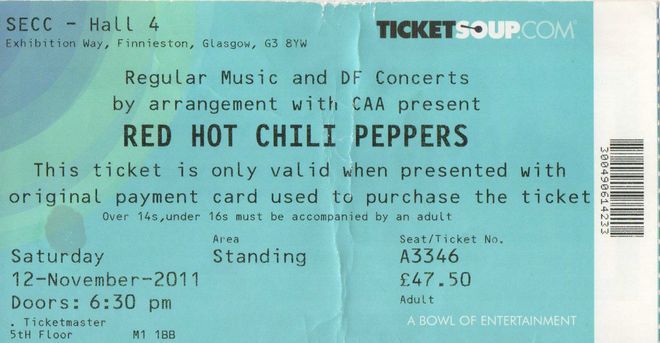 SECC - Hall 4
Exhibition Way, Finnieston, Glasgow, G3 8YW
TICKETSOUP.COM
Regular Music and DF Concerts
by arrangement with CAA present
RED HOT CHILI PEPPERS
This ticket is only valid when presented with
original payment card used to purchase the ticket
Over 14s,under 16s must be accompanied by an adult
Saturday
12-November-2011
Doors: 6:30 pm
Area
Standing
Seat/Ticket No.
A3346
£47.50
Adult
. Ticketmaster
5TH Floor M1 1BB
A BOWL OF ENTERTAINMENT
300490614233